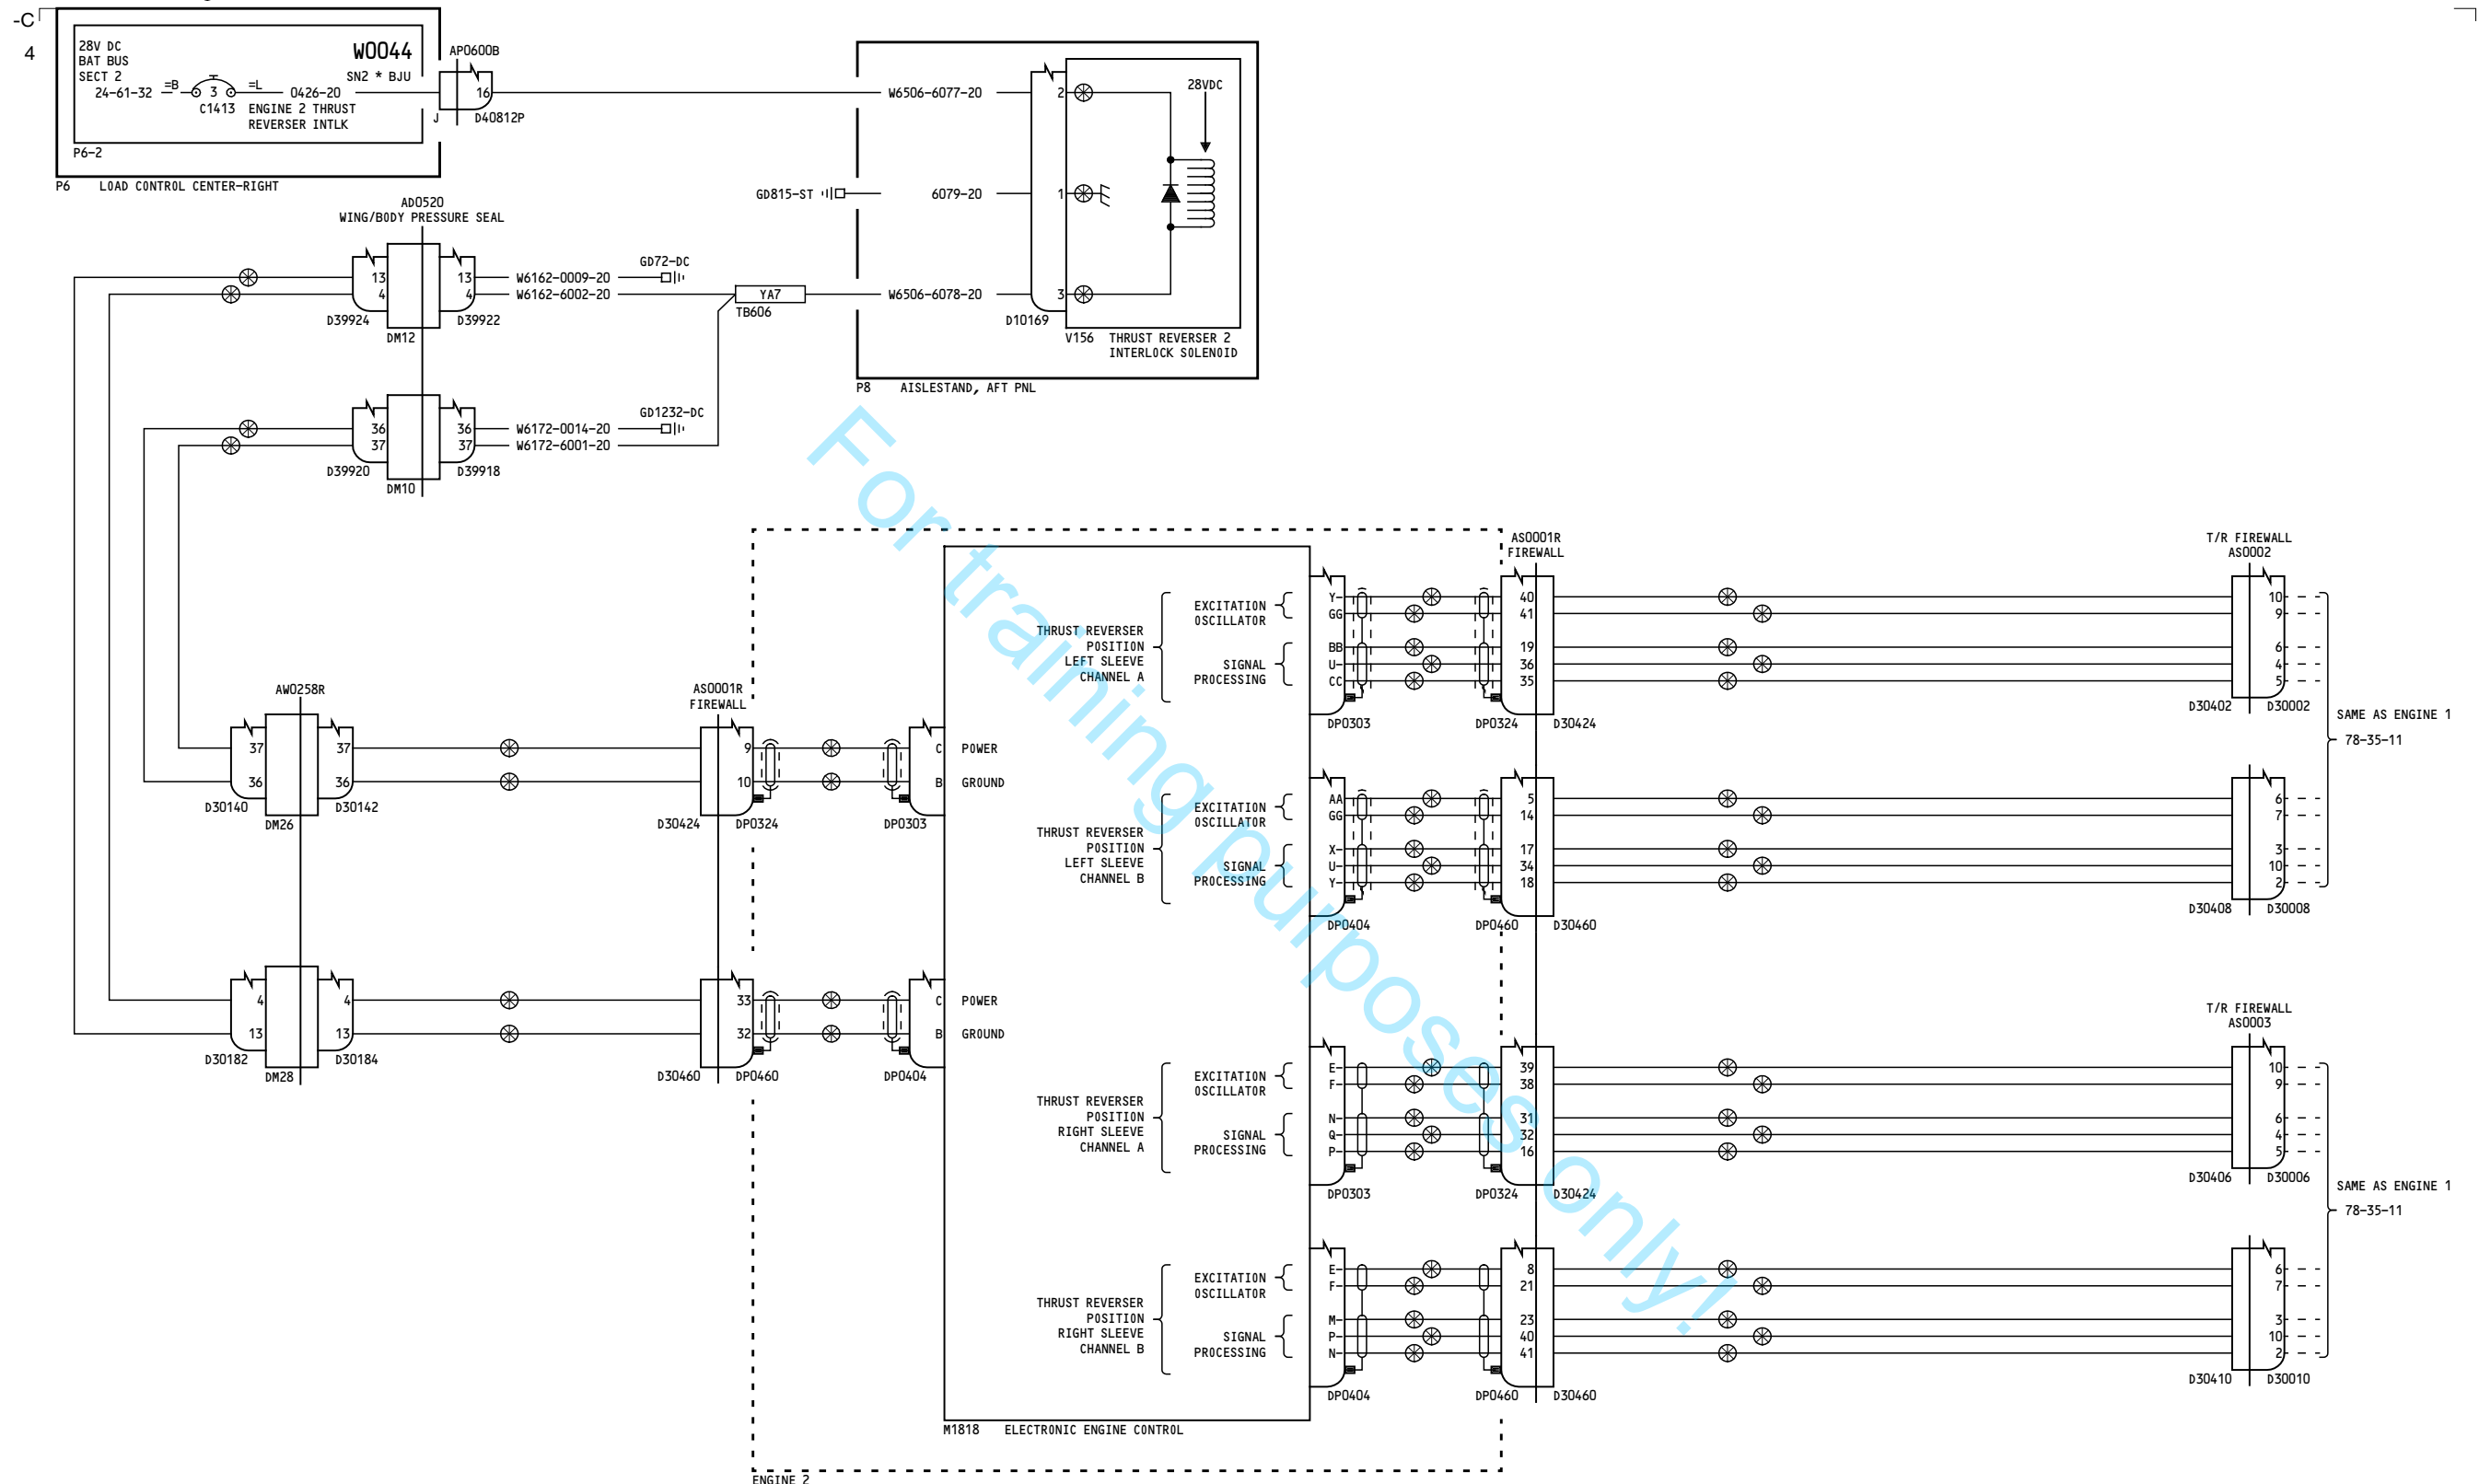 -C
4
28V DC
BAT BUS
SECT 2
24-61-32
=B
3
=L
0426-20
C1413
ENGINE 2 THRUST
REVERSER INTLK
W0044
SN2 * BJU
P6-2
P6 LOAD CONTROL CENTER-RIGHT
AP0600B
16
J
D40812P
W6506-6077-20
2
28VDC
GD815-ST
6079-20
1
W6506-6078-20
3
D10169
V156 THRUST REVERSER 2
INTERLOCK SOLENOID
P8 AISLESTAND, AFT PNL
AD0520
WING/BODY PRESSURE SEAL
13
4
13
4
W6162-0009-20
W6162-6002-20
GD72-DC
YA7
TB606
D39924
D39922
DM12
36
37
36
37
W6172-0014-20
W6172-6001-20
GD1232-DC
D39920
D39918
DM10
AW0258R
37
36
37
36
D30140
D30142
DM26
4
13
4
13
D30182
D30184
DM28
AS0001R
FIREWALL
9
10
D30424
DP0324
C
B
POWER
GROUND
DP0303
33
32
D30460
DP0460
C
B
POWER
GROUND
DP0404
THRUST REVERSER
POSITION
LEFT SLEEVE
CHANNEL A
EXCITATION
OSCILLATOR
SIGNAL
PROCESSING
Y-
GG
BB
U-
CC
DP0303
AS0001R
FIREWALL
40
41
19
36
35
DP0324
D30424
T/R FIREWALL
AS0002
10
9
6
4
5
D30402
D30002
SAME AS ENGINE 1
78-35-11
THRUST REVERSER
POSITION
LEFT SLEEVE
CHANNEL B
EXCITATION
OSCILLATOR
SIGNAL
PROCESSING
AA
GG
X-
U-
Y-
DP0404
5
14
17
34
18
DP0460
D30460
6
7
3
10
2
D30408
D30008
THRUST REVERSER
POSITION
RIGHT SLEEVE
CHANNEL A
EXCITATION
OSCILLATOR
SIGNAL
PROCESSING
E-
F-
N-
Q-
P-
DP0303
39
38
31
32
16
DP0324
D30424
T/R FIREWALL
AS0003
10
9
6
4
5
D30406
D30006
SAME AS ENGINE 1
78-35-11
THRUST REVERSER
POSITION
RIGHT SLEEVE
CHANNEL B
EXCITATION
OSCILLATOR
SIGNAL
PROCESSING
E-
F-
M-
P-
N-
DP0404
8
21
23
40
41
DP0460
D30460
6
7
3
10
2
D30410
D30010
M1818 ELECTRONIC ENGINE CONTROL
ENGINE 2
For training purposes only!